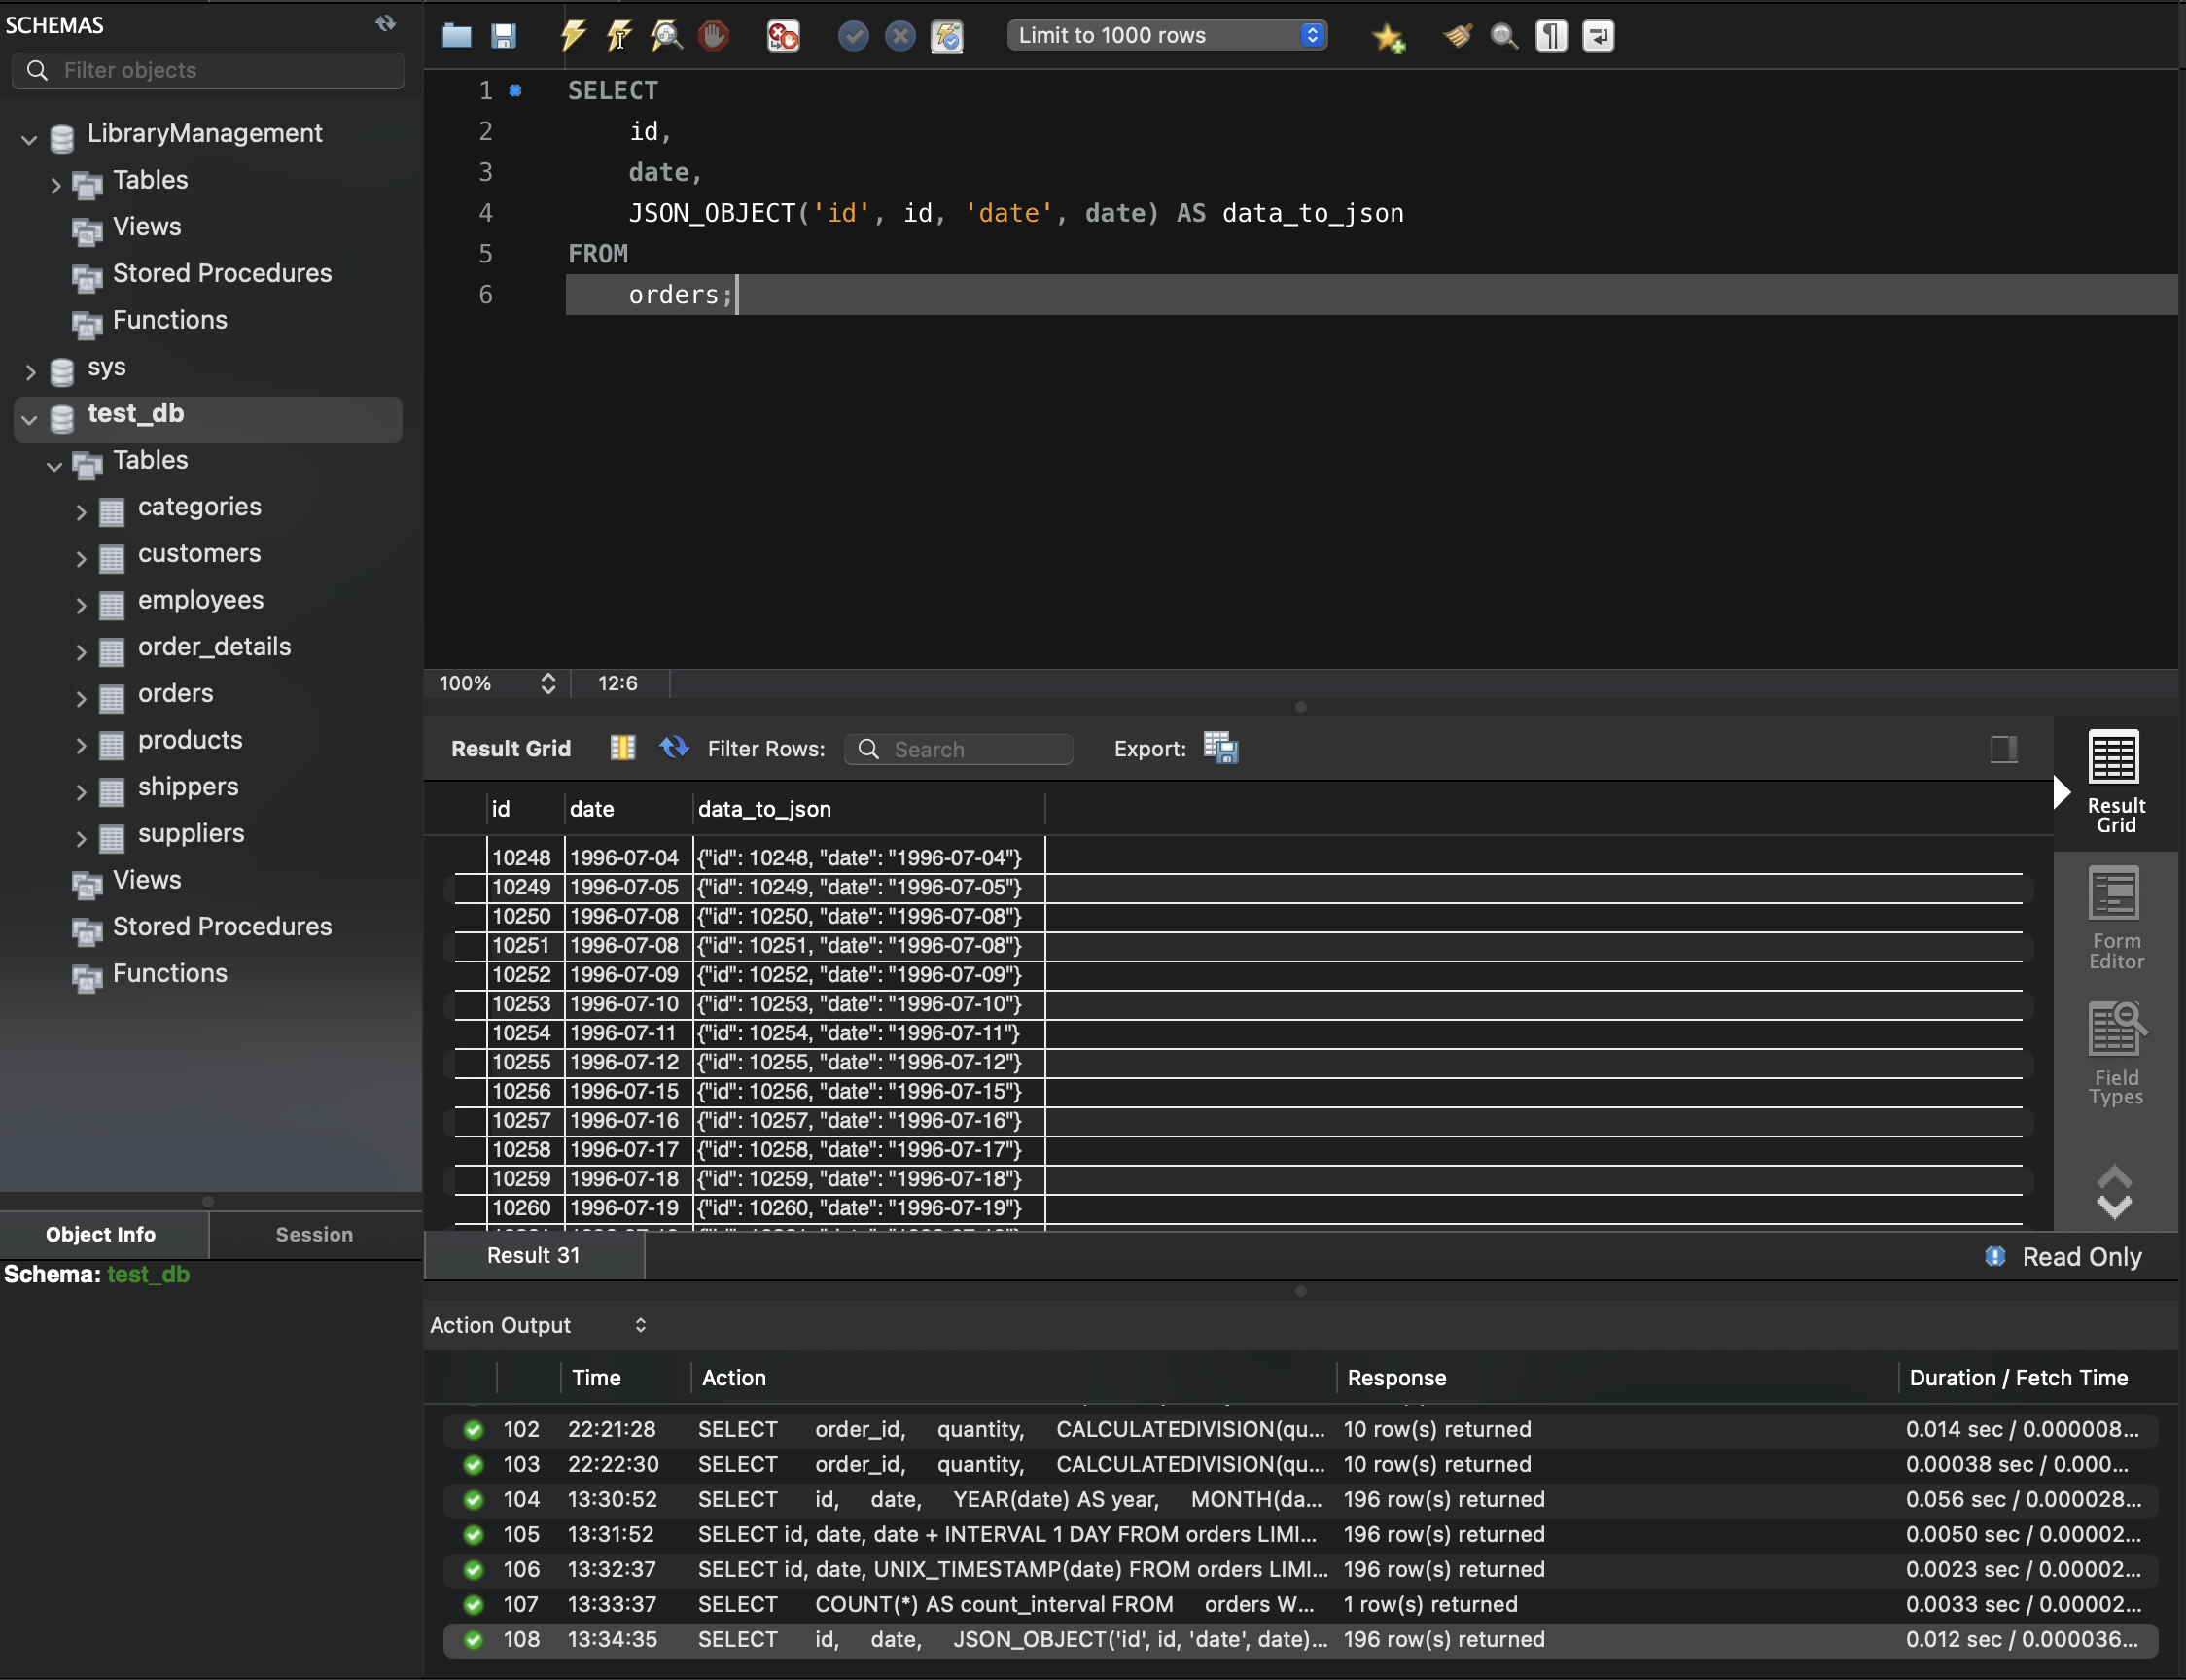 SCHEMAS
Filter objects
LibraryManagement
Tables
Views
Stored Procedures
Functions
sys
test_db
Tables
categories
customers
employees
order_details
orders
products
shippers
suppliers
Views
Stored Procedures
Functions
Object Info Session
Schema: test_db
Limit to 1000 rows
1 SELECT
2 id,
3 date,
4 JSON_OBJECT('id', id, 'date', date) AS data_to_json
5 FROM
6 orders;
100% 12:6
Result Grid Filter Rows: Search Export:
id date data_to_json
10248 1996-07-04 {"id": 10248, "date": "1996-07-04"}
10249 1996-07-05 {"id": 10249, "date": "1996-07-05"}
10250 1996-07-08 {"id": 10250, "date": "1996-07-08"}
10251 1996-07-08 {"id": 10251, "date": "1996-07-08"}
10252 1996-07-09 {"id": 10252, "date": "1996-07-09"}
10253 1996-07-10 {"id": 10253, "date": "1996-07-10"}
10254 1996-07-11 {"id": 10254, "date": "1996-07-11"}
10255 1996-07-12 {"id": 10255, "date": "1996-07-12"}
10256 1996-07-15 {"id": 10256, "date": "1996-07-15"}
10257 1996-07-16 {"id": 10257, "date": "1996-07-16"}
10258 1996-07-17 {"id": 10258, "date": "1996-07-17"}
10259 1996-07-18 {"id": 10259, "date": "1996-07-18"}
10260 1996-07-19 {"id": 10260, "date": "1996-07-19"}
Result
Grid
Form
Editor
Field
Types
Result 31 Read Only
Action Output
Time Action Response Duration / Fetch Time
102 22:21:28 SELECT order_id, quantity, CALCULATEDIVISION(qu... 10 row(s) returned 0.014 sec / 0.000008...
103 22:22:30 SELECT order_id, quantity, CALCULATEDIVISION(qu... 10 row(s) returned 0.00038 sec / 0.000...
104 13:30:52 SELECT id, date, YEAR(date) AS year, MONTH(da... 196 row(s) returned 0.056 sec / 0.000028...
105 13:31:52 SELECT id, date, date + INTERVAL 1 DAY FROM orders LIMI... 196 row(s) returned 0.0050 sec / 0.00002...
106 13:32:37 SELECT id, date, UNIX_TIMESTAMP(date) FROM orders LIMI... 196 row(s) returned 0.0023 sec / 0.00002...
107 13:33:37 SELECT COUNT(*) AS count_interval FROM orders W... 1 row(s) returned 0.0033 sec / 0.00002...
108 13:34:35 SELECT id, date, JSON_OBJECT('id', id, 'date', date)... 196 row(s) returned 0.012 sec / 0.000036...